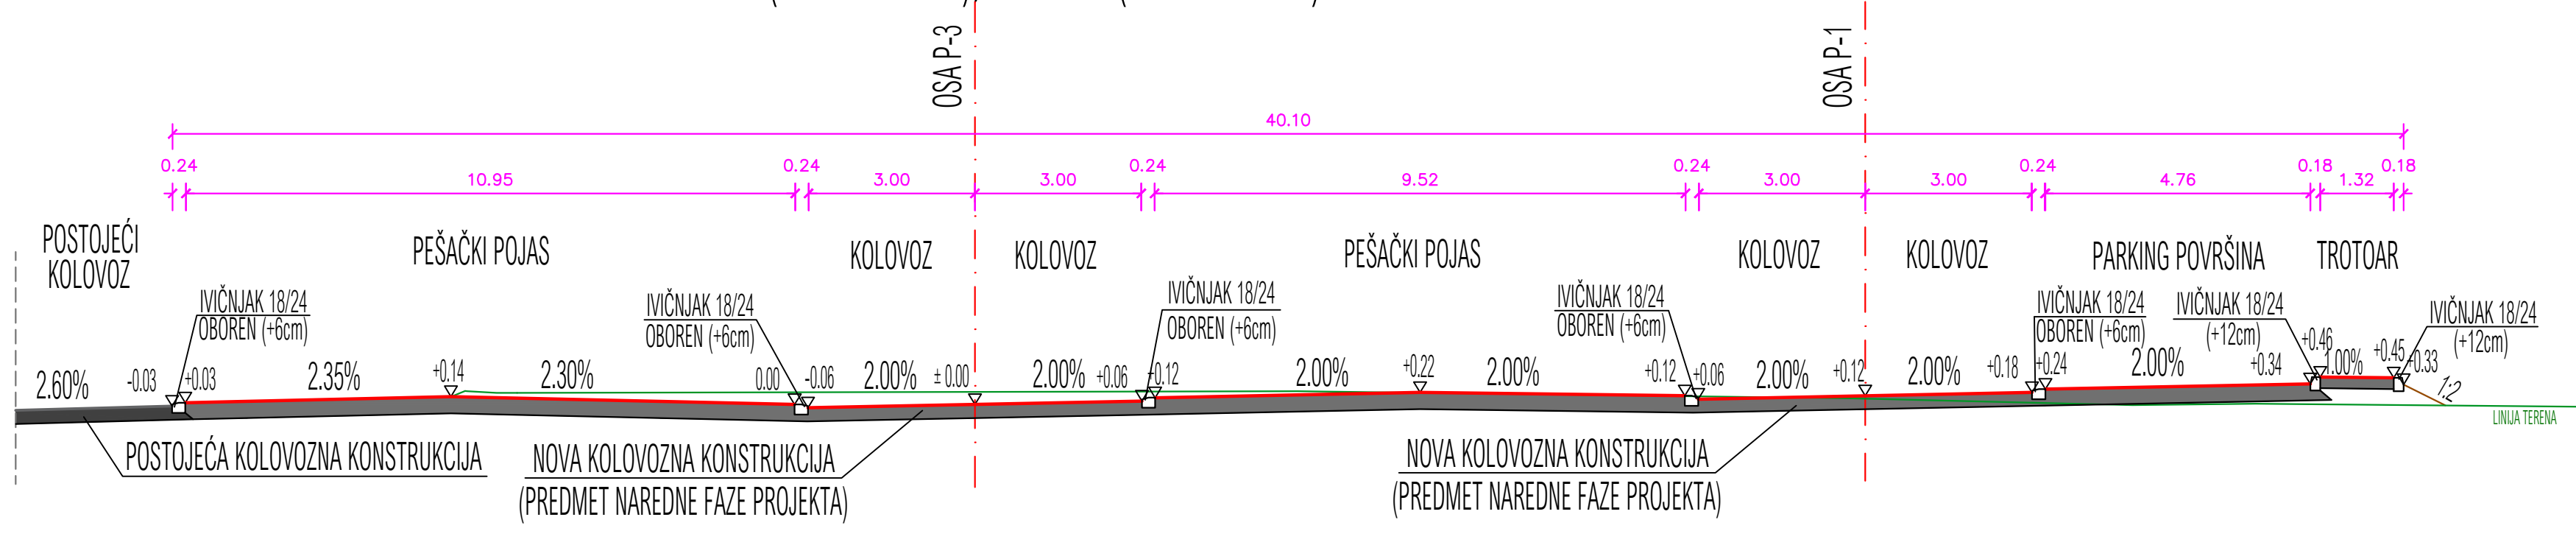 OSA P-3
OSA P-1
40.10
0.24 0.24 0.24 0.24 0.24 0.18 0.18
10.95 3.00 3.00 9.52 3.00 3.00 4.76 1.32
POSTOJEĆI
KOLOVOZ
PEŠAČKI POJAS
KOLOVOZ
KOLOVOZ
PEŠAČKI POJAS
KOLOVOZ
KOLOVOZ
PARKING POVRŠINA
TROTOAR
IVIČNJAK 18/24
OBOREN (+6cm)
IVIČNJAK 18/24
OBOREN (+6cm)
IVIČNJAK 18/24
OBOREN (+6cm)
IVIČNJAK 18/24
OBOREN (+6cm)
IVIČNJAK 18/24
OBOREN (+6cm)
IVIČNJAK 18/24
(+12cm)
IVIČNJAK 18/24
(+12cm)
2.60% -0.03 +0.03 2.35% +0.14 2.30% 0.00 -0.06 2.00% ± 0.00 2.00% +0.06 +0.12 2.00% +0.22 2.00% +0.12 +0.06 2.00% +0.12 2.00% +0.18 +0.24 2.00% +0.34 +0.46 1.00% +0.45 +0.33 1:2
LINIJA TERENA
POSTOJEĆA KOLOVOZNA KONSTRUKCIJA
NOVA KOLOVOZNA KONSTRUKCIJA
(PREDMET NAREDNE FAZE PROJEKTA)
NOVA KOLOVOZNA KONSTRUKCIJA
(PREDMET NAREDNE FAZE PROJEKTA)